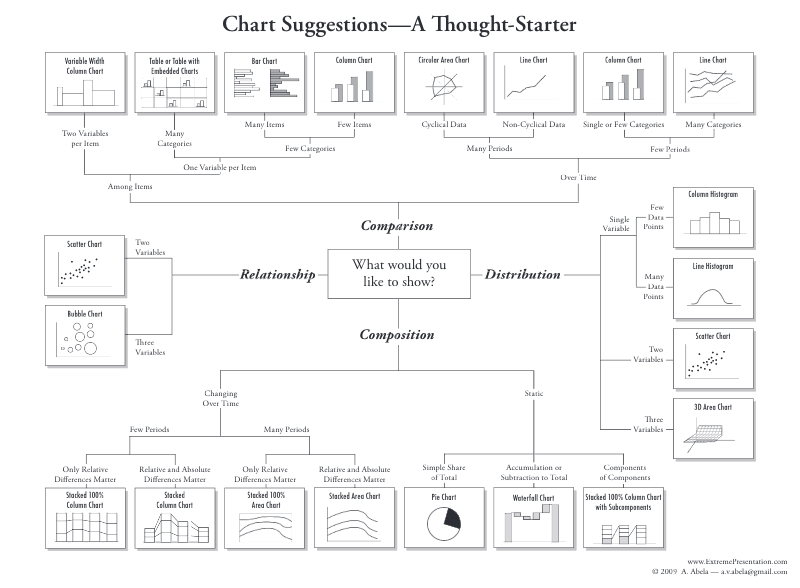 Chart Suggestions—A Thought-Starter
Variable Width
Column Chart
Table or Table with
Embedded Charts
Bar Chart
Column Chart
Circular Area Chart
Line Chart
Column Chart
Line Chart
Two Variables
per Item
Many
Categories
Many Items
Few Items
Cyclical Data
Non-Cyclical Data
Single or Few Categories
Many Categories
Few Categories
Many Periods
Few Periods
One Variable per Item
Among Items
Over Time
Comparison
What would you
like to show?
Relationship
Distribution
Composition
Scatter Chart
Two
Variables
Bubble Chart
Three
Variables
Single
Variable
Few
Data
Points
Column Histogram
Many
Data
Points
Line Histogram
Two
Variables
Scatter Chart
Three
Variables
3D Area Chart
Changing
Over Time
Static
Few Periods
Many Periods
Only Relative
Differences Matter
Relative and Absolute
Differences Matter
Only Relative
Differences Matter
Relative and Absolute
Differences Matter
Simple Share
of Total
Accumulation or
Subtraction to Total
Components
of Components
Stacked 100%
Column Chart
Stacked
Column Chart
Stacked 100%
Area Chart
Stacked Area Chart
Pie Chart
Waterfall Chart
Stacked 100% Column Chart
with Subcomponents
www.ExtremePresentation.com
© 2009 A. Abela — a.v.abela@gmail.com